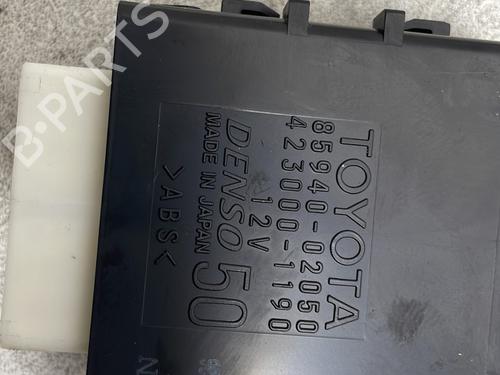 TOYOTA
85940-02050
423000-1190
12V
DENSO 50
MADE IN JAPAN
>ABS<
B-PARTS
N